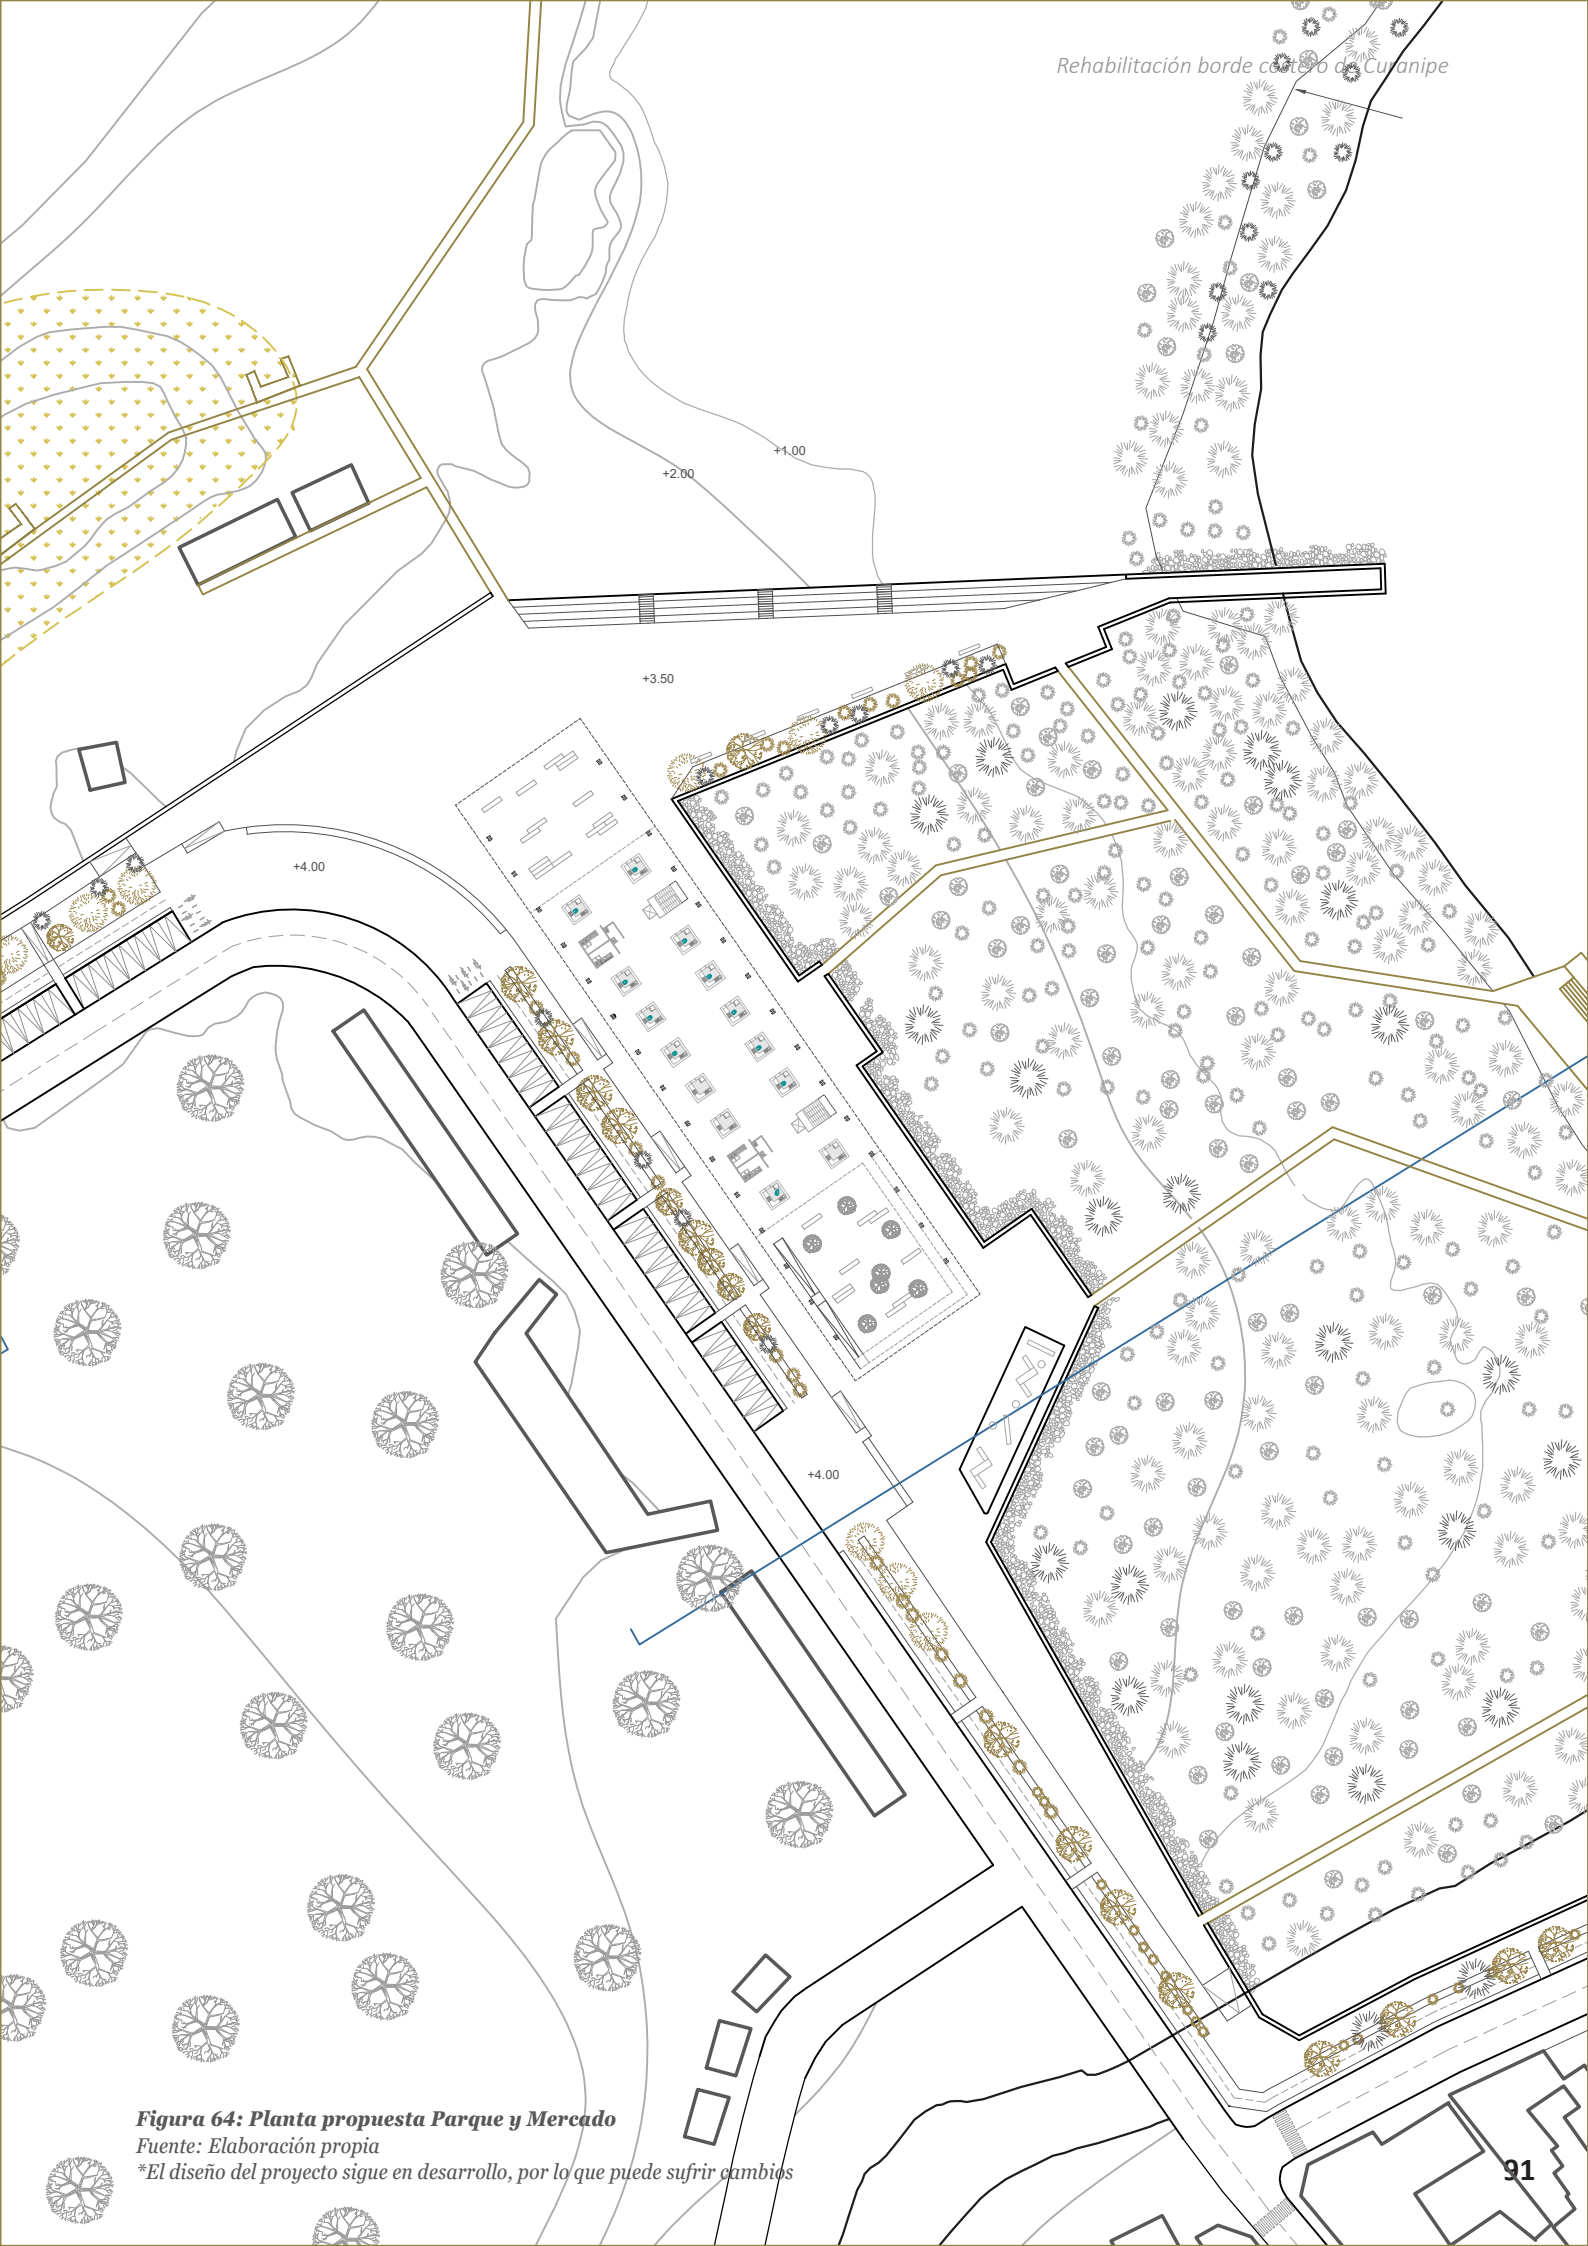 Rehabilitación borde costero de Curanipe
+1.00
+2.00
+3.50
+4.00
+4.00
Figura 64: Planta propuesta Parque y Mercado
Fuente: Elaboración propia
*El diseño del proyecto sigue en desarrollo, por lo que puede sufrir cambios
91